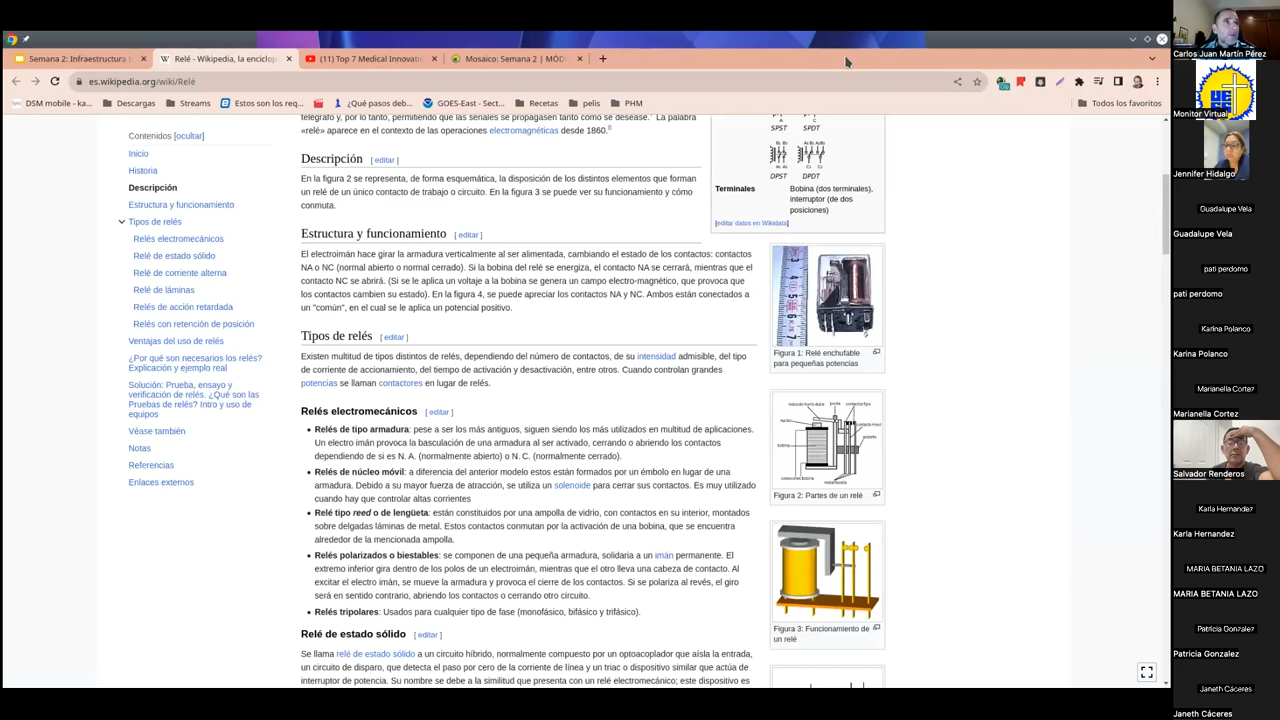 Semana 2: Infraestructura t
Relé - Wikipedia, la enciclop
(11) Top 7 Medical Innovati
Mosaico: Semana 2 | MÓD
es.wikipedia.org/wiki/Relé
DSM mobile - ka...
Descargas
Streams
Estos son los req...
¿Qué pasos deb...
GOES-East - Sect...
Recetas
pelis
PHM
Todos los favoritos
Contenidos [ocultar]
Inicio
Historia
Descripción
Estructura y funcionamiento
Tipos de relés
Relés electromecánicos
Relé de estado sólido
Relé de corriente alterna
Relé de láminas
Relés de acción retardada
Relés con retención de posición
Ventajas del uso de relés
¿Por qué son necesarios los relés?
Explicación y ejemplo real
Solución: Prueba, ensayo y
verificación de relés. ¿Qué son las
Pruebas de relé? Intro y uso de
equipos
Véase también
Notas
Referencias
Enlaces externos
telégrafo y, por lo tanto, permitiendo que las señales se propagasen tanto como se desease. La palabra
«relé» aparece en el contexto de las operaciones electromagnéticas desde 1860.
Descripción [ editar ]
En la figura 2 se representa, de forma esquemática, la disposición de los distintos elementos que forman
un relé de un único contacto de trabajo o circuito. En la figura 3 se puede ver su funcionamiento y cómo
conmuta.
Estructura y funcionamiento [ editar ]
El electroimán hace girar la armadura verticalmente al ser alimentada, cambiando el estado de los contactos: contactos
NA o NC (normal abierto o normal cerrado). Si la bobina del relé se energiza, el contacto NA se cerrará, mientras que el
contacto NC se abrirá. (Si se le aplica un voltaje a la bobina se genera un campo electro-magnético, que provoca que
los contactos cambien su estado). En la figura 4, se puede apreciar los contactos NA y NC. Ambos están conectados a
un "común", en el cual se le aplica un potencial positivo.
Tipos de relés [ editar ]
Existen multitud de tipos distintos de relés, dependiendo del número de contactos, de su intensidad admisible, del tipo
de corriente de accionamiento, del tiempo de activación y desactivación, entre otros. Cuando controlan grandes
potencias se llaman contactores en lugar de relés.
Relés electromecánicos [ editar ]
Relés de tipo armadura: pese a ser los más antiguos, siguen siendo los más utilizados en multitud de aplicaciones.
Un electro imán provoca la basculación de una armadura al ser activado, cerrando o abriendo los contactos
dependiendo de si es N. A. (normalmente abierto) o N. C. (normalmente cerrado).
Relés de núcleo móvil: a diferencia del anterior modelo estos están formados por un émbolo en lugar de una
armadura. Debido a su mayor fuerza de atracción, se utiliza un solenoide para cerrar sus contactos. Es muy utilizado
cuando hay que controlar altas corrientes
Relé tipo reed o de lengüeta: están constituidos por una ampolla de vidrio, con contactos en su interior, montados
sobre delgadas láminas de metal. Estos contactos conmutan por la activación de una bobina, que se encuentra
alrededor de la mencionada ampolla.
Relés polarizados o biestables: se componen de una pequeña armadura, solidaria a un imán permanente. El
extremo inferior gira dentro de los polos de un electroimán, mientras que el otro lleva una cabeza de contacto. Al
excitar el electro imán, se mueve la armadura y provoca el cierre de los contactos. Si se polariza al revés, el giro
será en sentido contrario, abriendo los contactos o cerrando otro circuito.
Relés tripolares: Usados para cualquier tipo de fase (monofásico, bifásico y trifásico).
Relé de estado sólido [ editar ]
Se llama relé de estado sólido a un circuito híbrido, normalmente compuesto por un optoacoplador que aísla la entrada,
un circuito de disparo, que detecta el paso por cero de la corriente de línea y un triac o dispositivo similar que actúa de
interruptor de potencia. Su nombre se debe a la similitud que presenta con un relé electromecánico; este dispositivo es
SPST SPDT
DPST DPDT
Terminales
Bobina (dos terminales),
interruptor (de dos
posiciones)
[editar datos en Wikidata]
Figura 1: Relé enchufable
para pequeñas potencias
Figura 2: Partes de un relé
Figura 3: Funcionamiento de
un relé
Carlos Juan Martín Pérez
Monitor Virtual
Jennifer Hidalgo
Guadalupe Vela
Guadalupe Vela
pati perdomo
pati perdomo
Karina Polanco
Karina Polanco
Marianella Cortez
Marianella Cortez
Salvador Renderos
Karla Hernandez
Karla Hernandez
MARIA BETANIA LAZO
MARIA BETANIA LAZO
Patricia Gonzalez
Patricia Gonzalez
Janeth Cáceres
Janeth Cáceres